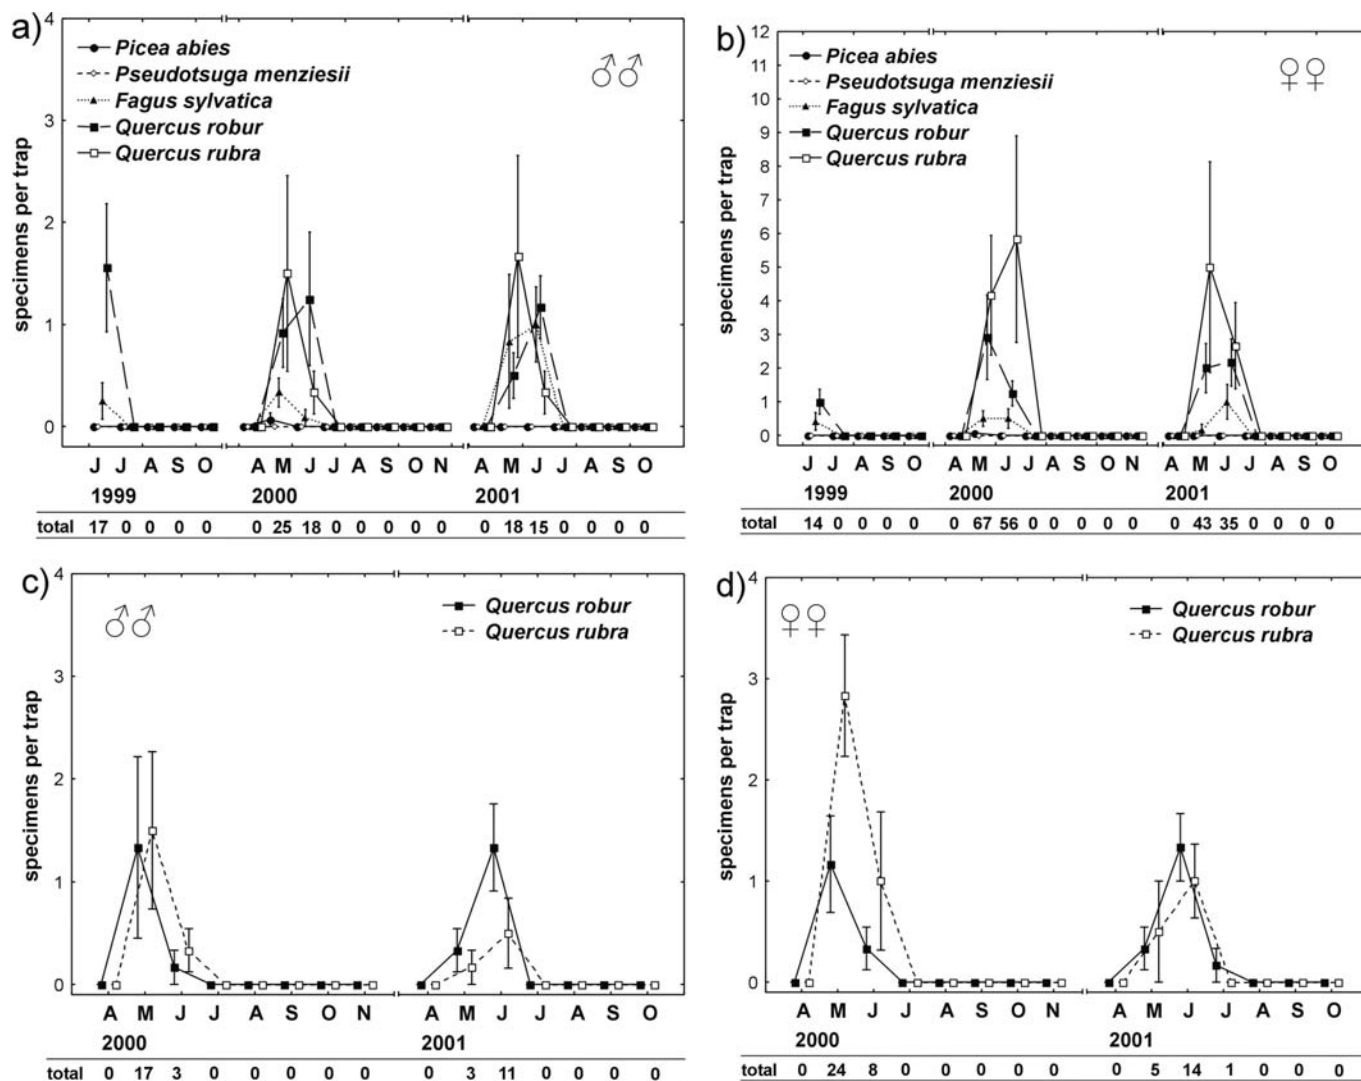 a)
4
3
2
1
0
specimens per trap
Picea abies
Pseudotsuga menziesii
Fagus sylvatica
Quercus robur
Quercus rubra
♂♂
J J A S O A M J J A S O N A M J J A S O
1999 2000 2001
total 17 0 0 0 0 0 25 18 0 0 0 0 0 0 18 15 0 0 0 0
b)
12
11
10
9
8
7
6
5
4
3
2
1
0
specimens per trap
Picea abies
Pseudotsuga menziesii
Fagus sylvatica
Quercus robur
Quercus rubra
♀♀
J J A S O A M J J A S O N A M J J A S O
1999 2000 2001
total 14 0 0 0 0 0 67 56 0 0 0 0 0 0 43 35 0 0 0 0
c)
4
3
2
1
0
specimens per trap
♂♂
Quercus robur
Quercus rubra
A M J J A S O N A M J J A S O
2000 2001
total 0 17 3 0 0 0 0 0 0 3 11 0 0 0 0
d)
4
3
2
1
0
specimens per trap
♀♀
Quercus robur
Quercus rubra
A M J J A S O N A M J J A S O
2000 2001
total 0 24 8 0 0 0 0 0 0 5 14 1 0 0 0